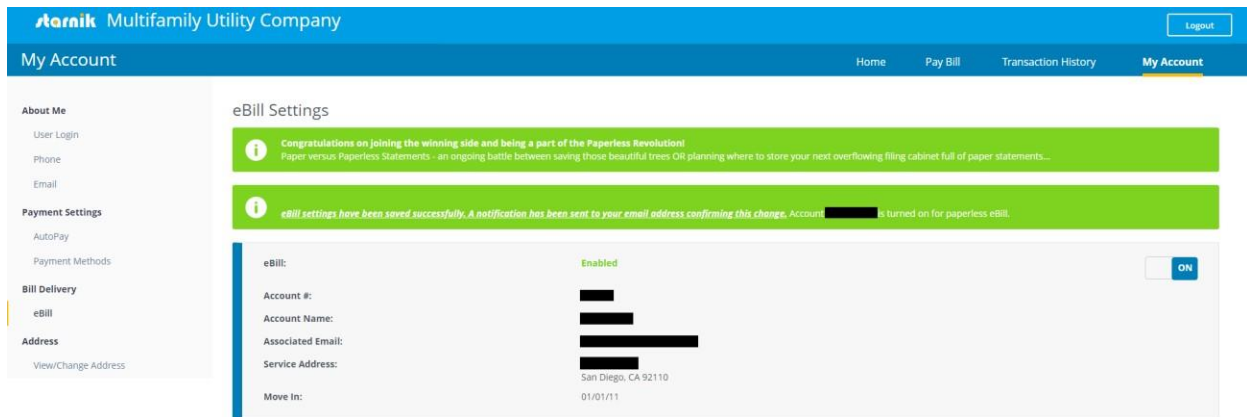 starnik Multifamily Utility Company
Logout
My Account
Home Pay Bill Transaction History My Account
About Me
User Login
Phone
Email
Payment Settings
AutoPay
Payment Methods
Bill Delivery
eBill
Address
View/Change Address
eBill Settings
Congratulations on joining the winning side and being a part of the Paperless Revolution!
Paper versus Paperless Statements - an ongoing battle between saving those beautiful trees OR planning where to store your next overflowing filing cabinet full of paper statements...
eBill settings have been saved successfully. A notification has been sent to your email address confirming this change. Account is turned on for paperless eBill.
eBill: Enabled
ON
Account #:
Account Name:
Associated Email:
Service Address:
San Diego, CA 92110
Move In: 01/01/11